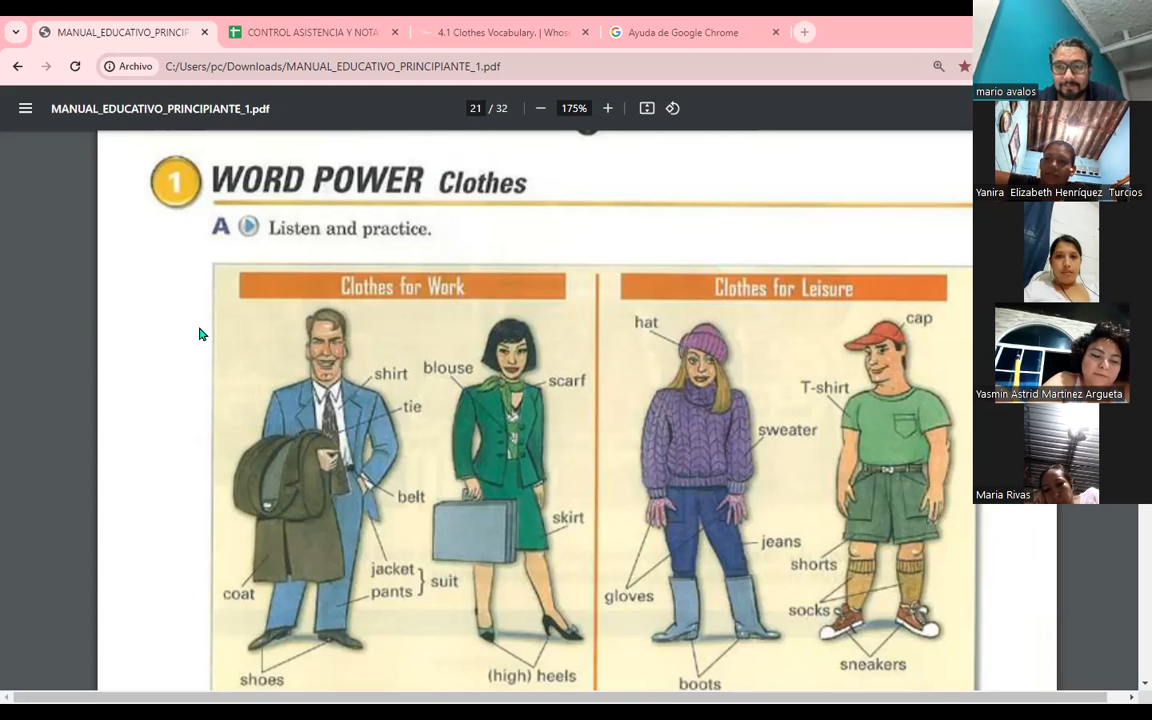 MANUAL_EDUCATIVO_PRINCIP
CONTROL ASISTENCIA Y NOTA
4.1 Clothes Vocabulary. | Whos
Ayuda de Google Chrome
Archivo
C:/Users/pc/Downloads/MANUAL_EDUCATIVO_PRINCIPIANTE_1.pdf
MANUAL_EDUCATIVO_PRINCIPIANTE_1.pdf
21 / 32
175%
1 WORD POWER Clothes
A Listen and practice.
Clothes for Work
shirt
tie
belt
jacket
pants
suit
coat
shoes
blouse
scarf
skirt
(high) heels
Clothes for Leisure
hat
sweater
jeans
gloves
boots
cap
T-shirt
shorts
socks
sneakers
mario avalos
Yanira Elizabeth Henríquez Turcios
Yasmin Astrid Martínez Argueta
Maria Rivas